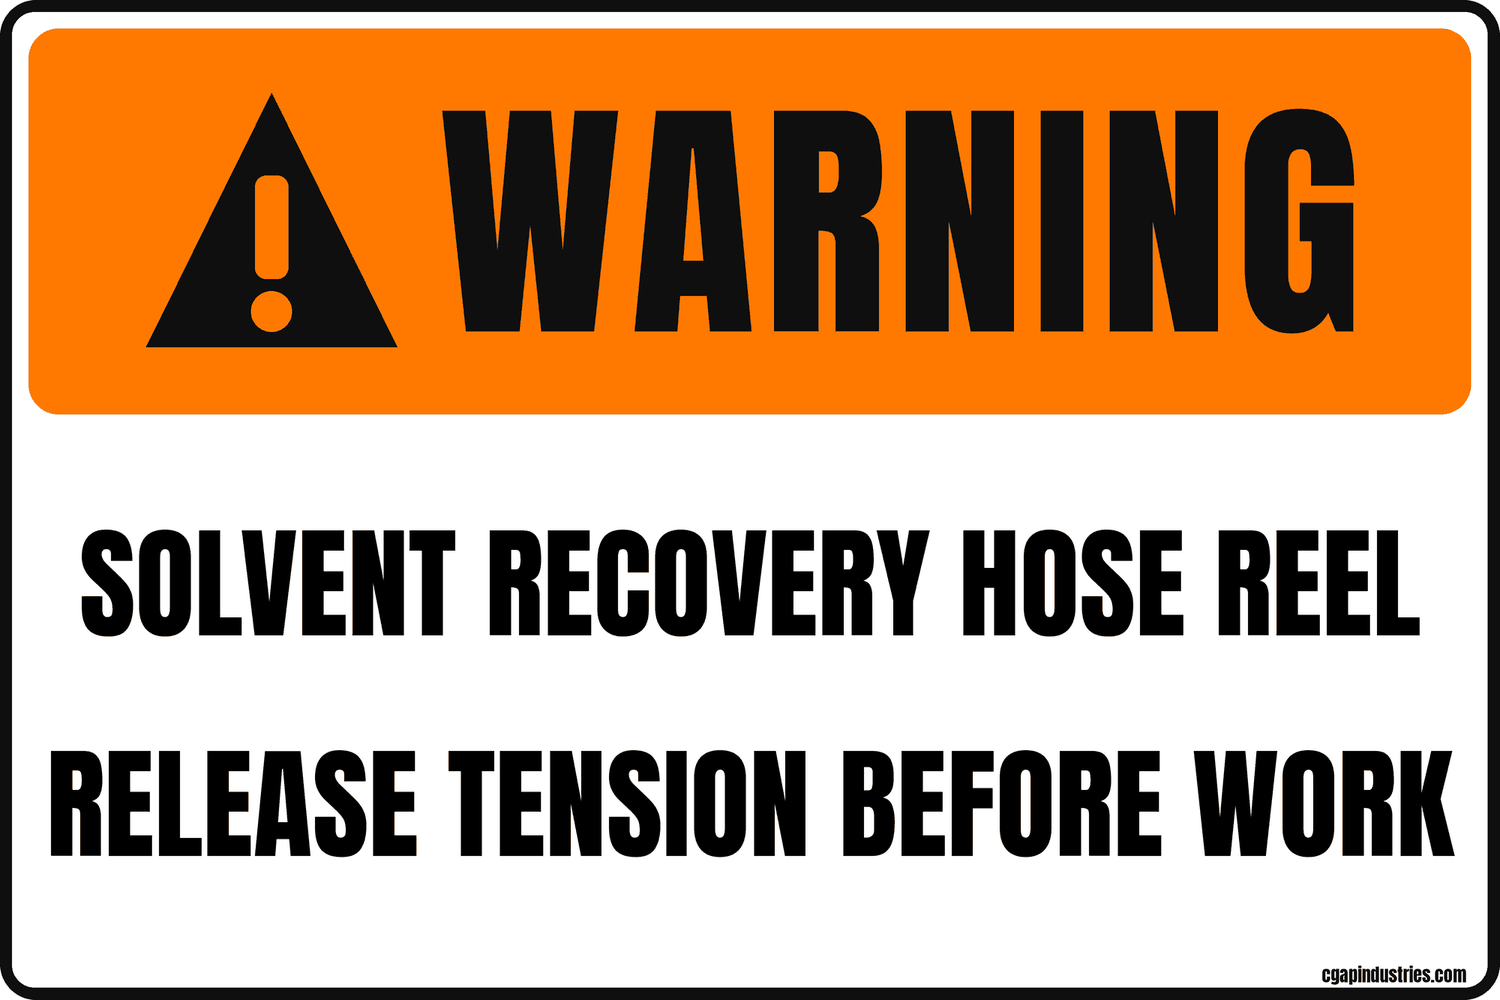 WARNING
SOLVENT RECOVERY HOSE REEL
RELEASE TENSION BEFORE WORK
cgapindustries.com